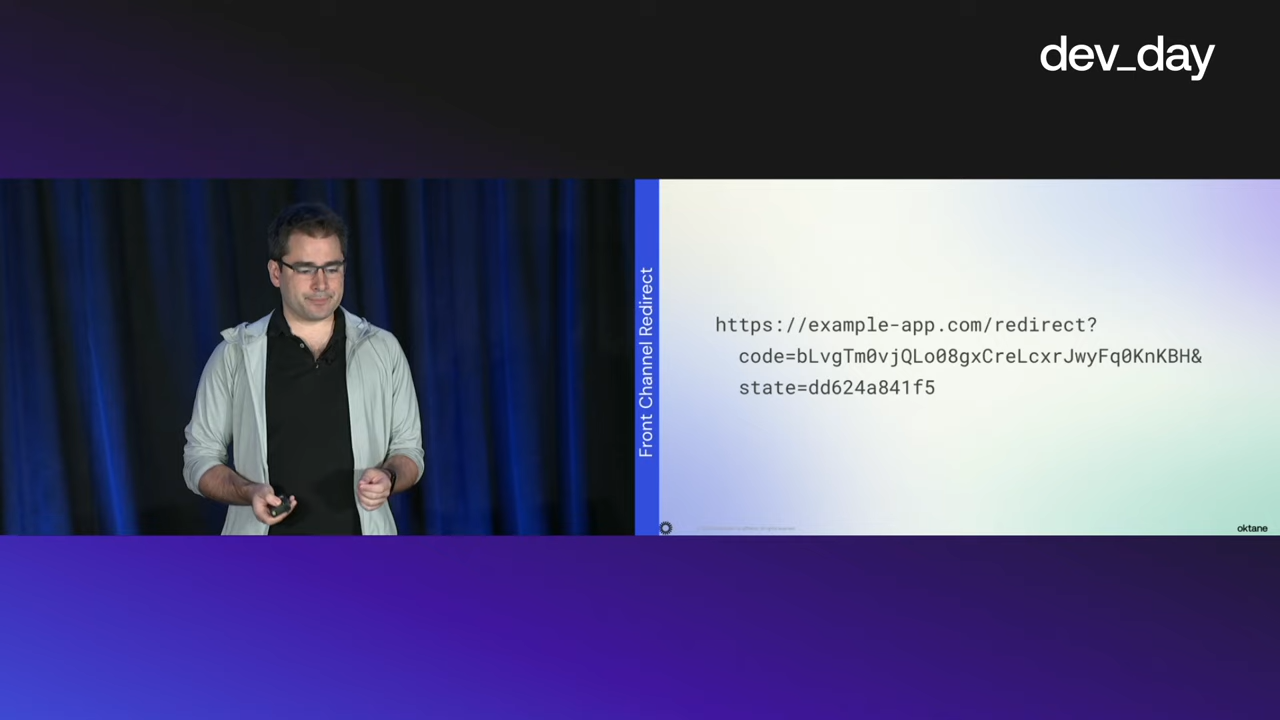 dev_day
Front Channel Redirect
https://example-app.com/redirect?
code=bLvgTm0vjQLo08gxCreLcxrJwyFq0KnKBH&
state=dd624a841f5
oktane